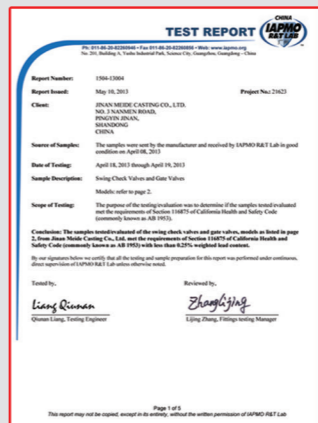 CHINA
IAPMO
R&T LAB
TEST REPORT
Ph: 011-86-20-82260846 • Fax 011-86-20-82260856 • Web: www.iapmo.org
No. 201, Building A, Yuzhu Industrial Park, Science City, Guangzhou, Guangdong - China
Report Number: 1504-13004
Report Issued: May 10, 2013 Project No.: 21623
Client: JINAN MEIDE CASTING CO., LTD.
NO. 3 NANMEN ROAD,
PINGYIN JINAN,
SHANDONG
CHINA
Source of Samples: The samples were sent by the manufacturer and received by IAPMO R&T Lab in good
condition on April 08, 2013
Date of Testing: April 18, 2013 through April 19, 2013
Sample Description: Swing Check Valves and Gate Valves
Models: refer to page 2.
Scope of Testing: The purpose of the testing/evaluation was to determine if the samples tested/evaluated
met the requirements of Section 116875 of California Health and Safety Code
(commonly known as AB 1953).
Conclusion: The samples tested/evaluated of the swing check valves and gate valves, models as listed in page
2, from Jinan Meide Casting Co., Ltd. met the requirements of Section 116875 of California Health and
Safety Code (commonly known as AB 1953) with less than 0.25% weighted lead content.
By our signatures below we certify that all the testing and sample preparation for this report was performed under continuous,
direct supervision of IAPMO R&T Lab unless otherwise noted.
Tested by, Reviewed by,
Liang Qiunan Zhanglijing
Qiunan Liang, Testing Engineer Lijing Zhang, Fittings testing Manager
Page 1 of 5
This report may not be copied, except in its entirety, without the written permission of IAPMO R&T Lab